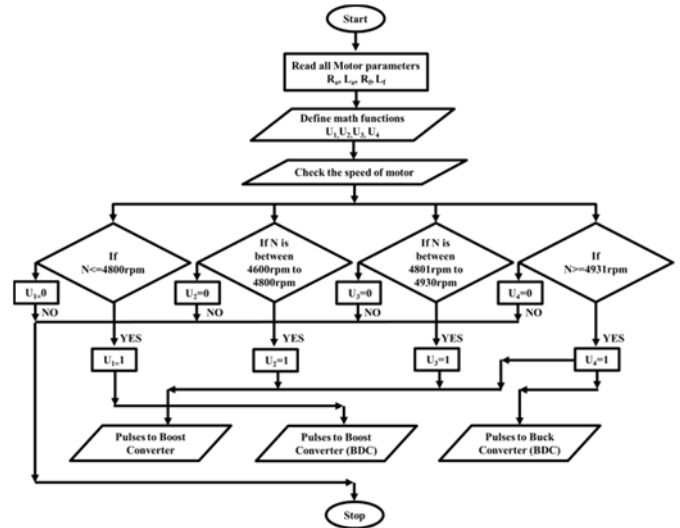 Start
Read all Motor parameters
Rₐ, Lₐ, Rf, Lf
Define math functions
U₁,U₂,U₃, U₄
Check the speed of motor
If
N<=4800rpm
If N is
between
4600rpm to
4800rpm
If N is
between
4801rpm to
4930rpm
If
N>=4931rpm
U₁₌0
U₂=0
U₃=0
U₄=0
NO
NO
NO
NO
YES
YES
YES
YES
U₁₌1
U₂=1
U₃=1
U₄=1
Pulses to Boost
Converter
Pulses to Boost
Converter (BDC)
Pulses to Buck
Converter (BDC)
Stop